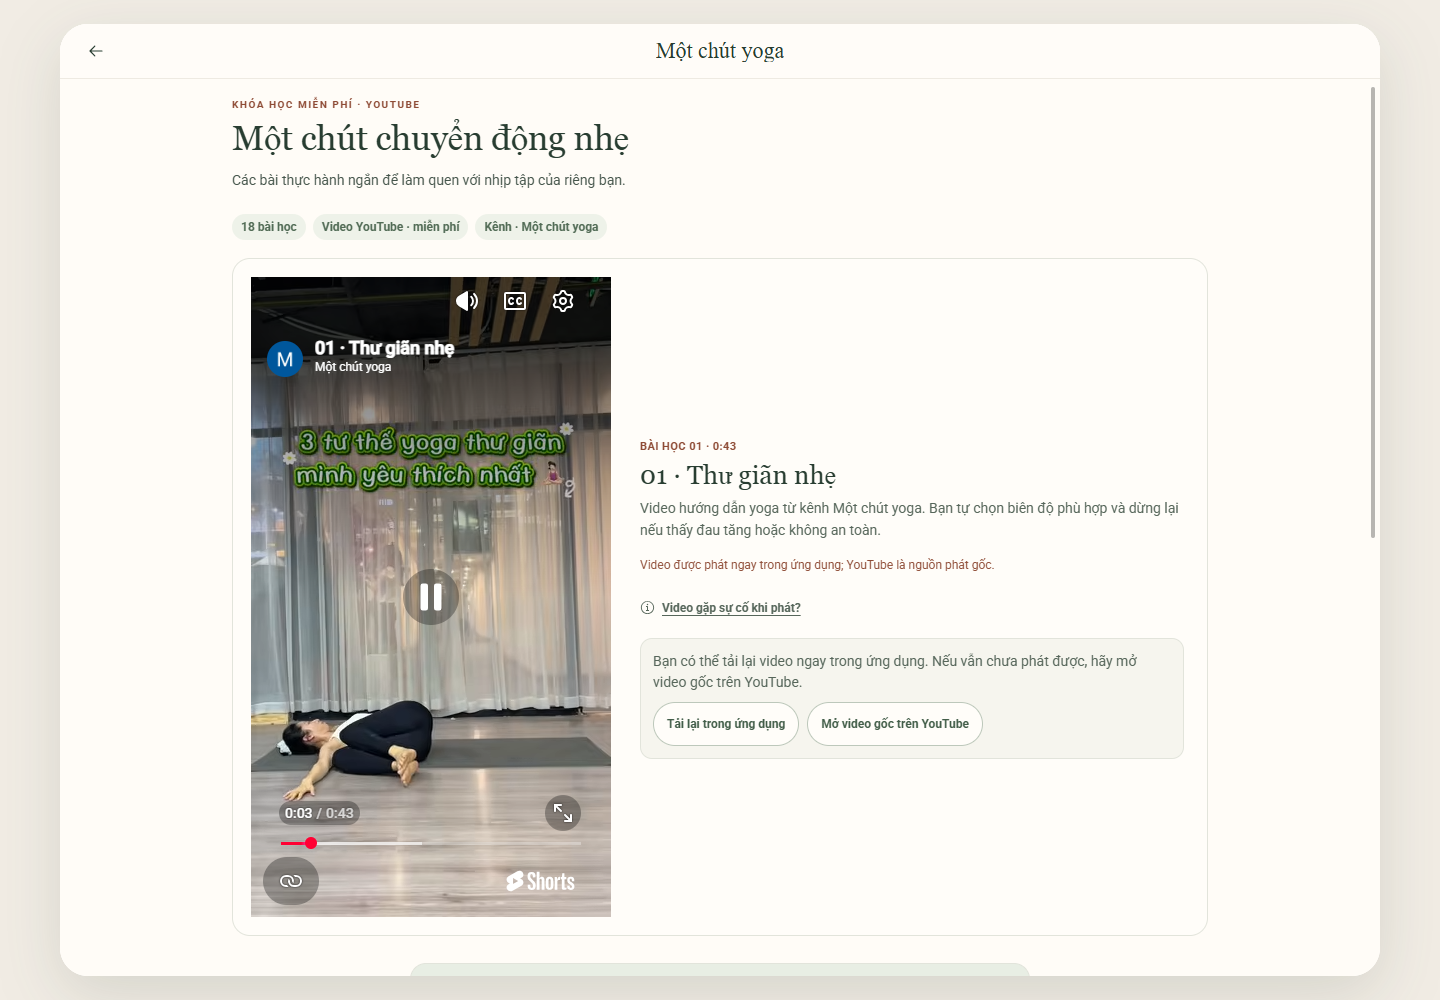 Một chút yoga
KHÓA HỌC MIỄN PHÍ · YOUTUBE
Một chút chuyển động nhẹ
Các bài thực hành ngắn để làm quen với nhịp tập của riêng bạn.
18 bài học
Video YouTube · miễn phí
Kênh · Một chút yoga
CC
M
01 · Thư giãn nhẹ
Một chút yoga
3 tư thế yoga thư giãn
mình yêu thích nhất
0:03 / 0:43
Shorts
BÀI HỌC 01 · 0:43
01 · Thư giãn nhẹ
Video hướng dẫn yoga từ kênh Một chút yoga. Bạn tự chọn biên độ phù hợp và dừng lại
nếu thấy đau tăng hoặc không an toàn.
Video được phát ngay trong ứng dụng; YouTube là nguồn phát gốc.
Video gặp sự cố khi phát?
Bạn có thể tải lại video ngay trong ứng dụng. Nếu vẫn chưa phát được, hãy mở
video gốc trên YouTube.
Tải lại trong ứng dụng
Mở video gốc trên YouTube